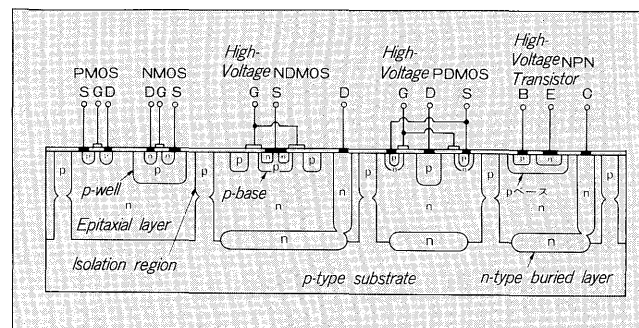 High-
Voltage NDMOS
High-
Voltage PDMOS
High-
Voltage NPN
Transistor
PMOS
NMOS
S G D
D G S
G S D
G D S
B E C
p
n
p-well
Epitaxial layer
Isolation region
p-base
p
n
pベース
n
p-type substrate
n-type buried layer